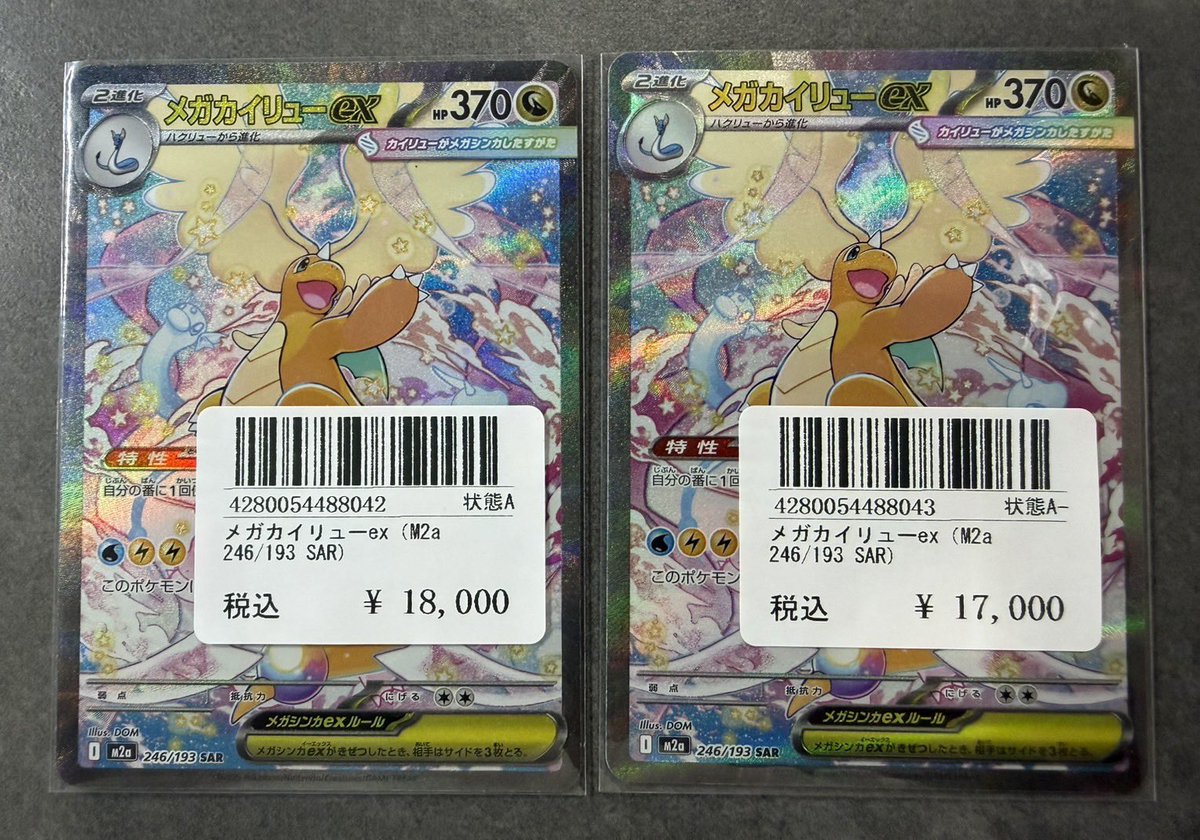 2進化
メガカイリューex
HP370
ハクリューから進化
カイリューがメガシンカしたすがた
特性
自分の番に1回
4280054488042 状態A
メガカイリューex (M2a
246/193 SAR)
税込 ¥ 18,000
このポケモンに
弱点 抵抗力 にげる
メガシンカexルール
メガシンカexがきぜつしたとき、相手はサイドを3枚とる。
Illus. DOM
m2a 246/193 SAR
2進化
メガカイリューex
HP370
ハクリューから進化
カイリューがメガシンカしたすがた
特性
自分の番に1回
4280054488043 状態A-
メガカイリューex (M2a
246/193 SAR)
税込 ¥ 17,000
このポケモンに
弱点 抵抗力 にげる
メガシンカexルール
メガシンカexがきぜつしたとき、相手はサイドを3枚とる。
Illus. DOM
m2a 246/193 SAR